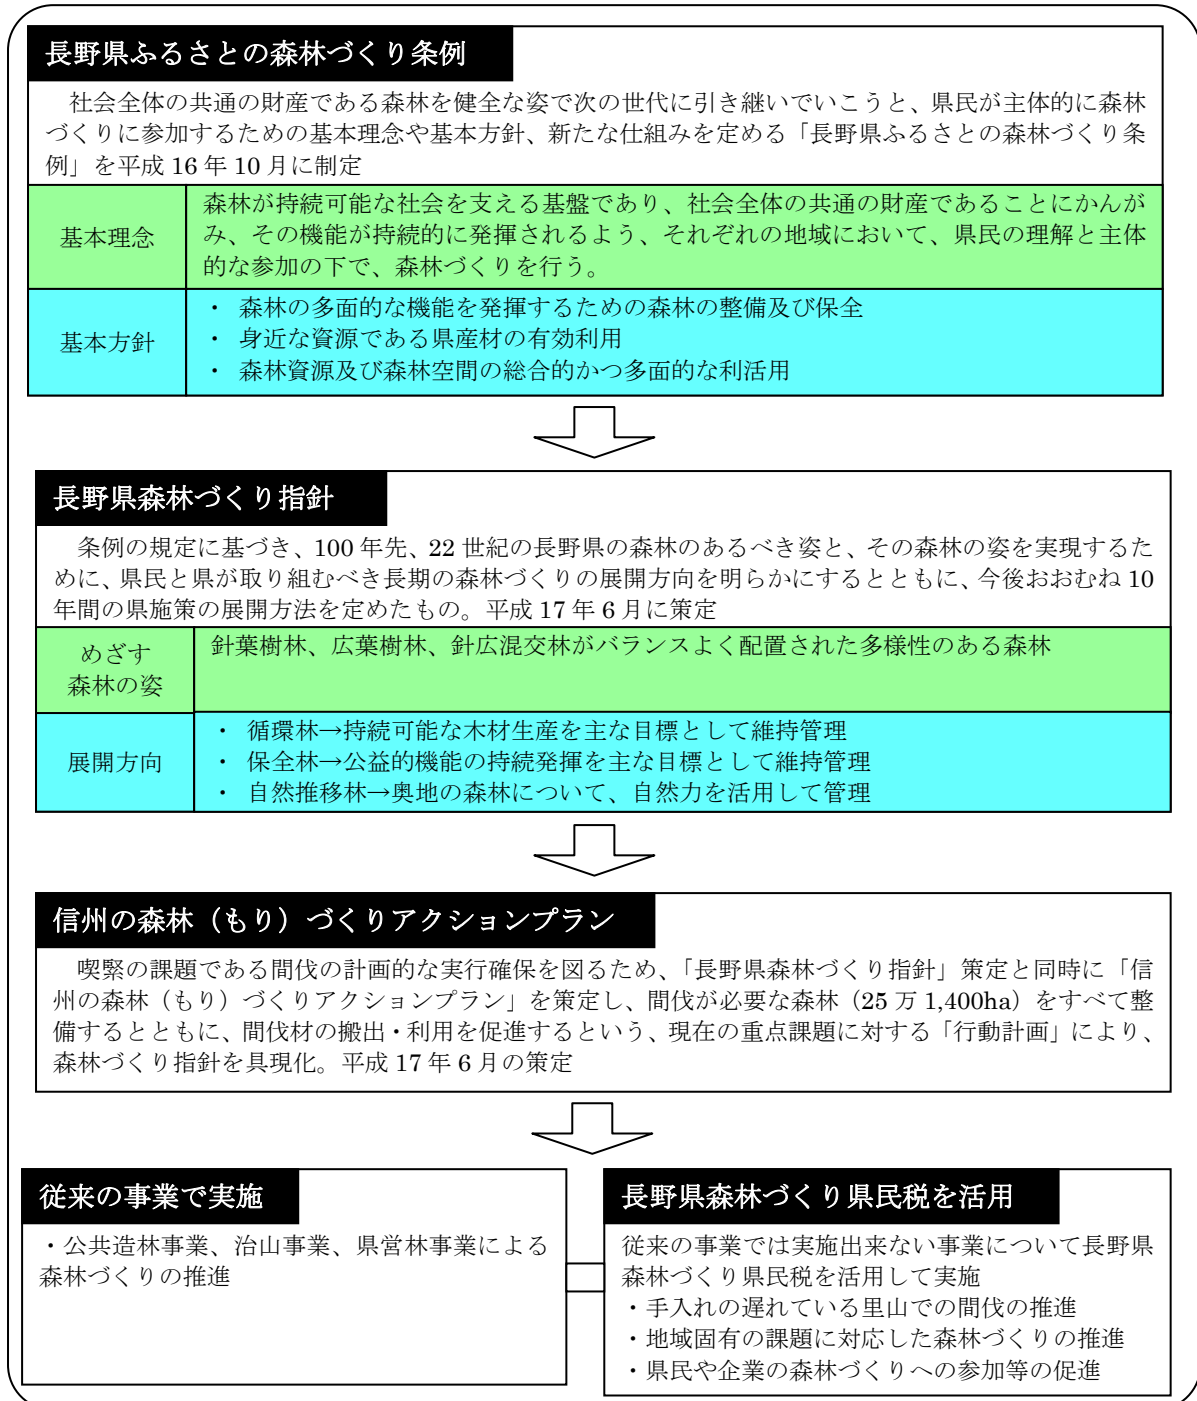 長野県ふるさとの森林づくり条例
社会全体の共通の財産である森林を健全な姿で次の世代に引き継いでいこうと、県民が主体的に森林
づくりに参加するための基本理念や基本方針、新たな仕組みを定める「長野県ふるさとの森林づくり条
例」を平成 16 年 10 月に制定
基本理念
森林が持続可能な社会を支える基盤であり、社会全体の共通の財産であることにかんが
み、その機能が持続的に発揮されるよう、それぞれの地域において、県民の理解と主体
的な参加の下で、森林づくりを行う。
基本方針
・ 森林の多面的な機能を発揮するための森林の整備及び保全
・ 身近な資源である県産材の有効利用
・ 森林資源及び森林空間の総合的かつ多面的な利活用
長野県森林づくり指針
条例の規定に基づき、100 年先、22 世紀の長野県の森林のあるべき姿と、その森林の姿を実現するた
めに、県民と県が取り組むべき長期の森林づくりの展開方向を明らかにするとともに、今後おおむね 10
年間の県施策の展開方法を定めたもの。平成 17 年 6 月に策定
めざす
森林の姿
針葉樹林、広葉樹林、針広混交林がバランスよく配置された多様性のある森林
展開方向
・ 循環林→持続可能な木材生産を主な目標として維持管理
・ 保全林→公益的機能の持続発揮を主な目標として維持管理
・ 自然推移林→奥地の森林について、自然力を活用して管理
信州の森林（もり）づくりアクションプラン
喫緊の課題である間伐の計画的な実行確保を図るため、「長野県森林づくり指針」策定と同時に「信
州の森林（もり）づくりアクションプラン」を策定し、間伐が必要な森林（25 万 1,400ha）をすべて整
備するとともに、間伐材の搬出・利用を促進するという、現在の重点課題に対する「行動計画」により、
森林づくり指針を具現化。平成 17 年 6 月の策定
従来の事業で実施
・公共造林事業、治山事業、県営林事業による
森林づくりの推進
長野県森林づくり県民税を活用
従来の事業では実施出来ない事業について長野県
森林づくり県民税を活用して実施
・手入れの遅れている里山での間伐の推進
・地域固有の課題に対応した森林づくりの推進
・県民や企業の森林づくりへの参加等の促進